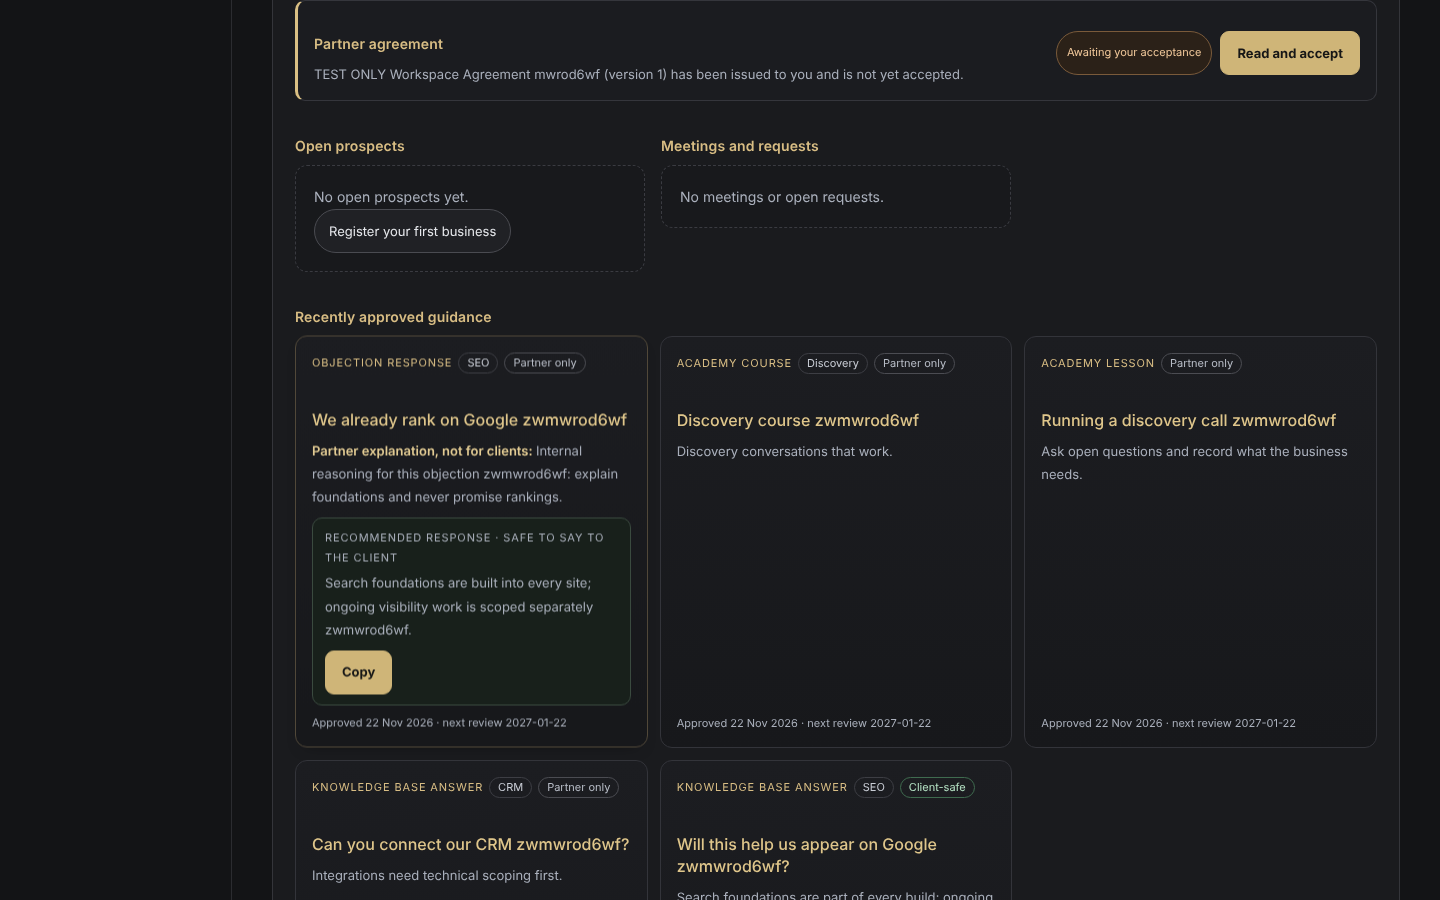 Partner agreement
TEST ONLY Workspace Agreement mwrod6wf (version 1) has been issued to you and is not yet accepted.
Awaiting your acceptance
Read and accept
Open prospects
No open prospects yet.
Register your first business
Meetings and requests
No meetings or open requests.
Recently approved guidance
OBJECTION RESPONSE SEO Partner only
We already rank on Google zwmwrod6wf
Partner explanation, not for clients: Internal
reasoning for this objection zwmwrod6wf: explain
foundations and never promise rankings.
RECOMMENDED RESPONSE · SAFE TO SAY TO
THE CLIENT
Search foundations are built into every site;
ongoing visibility work is scoped separately
zwmwrod6wf.
Copy
Approved 22 Nov 2026 · next review 2027-01-22
ACADEMY COURSE Discovery Partner only
Discovery course zwmwrod6wf
Discovery conversations that work.
Approved 22 Nov 2026 · next review 2027-01-22
ACADEMY LESSON Partner only
Running a discovery call zwmwrod6wf
Ask open questions and record what the business
needs.
Approved 22 Nov 2026 · next review 2027-01-22
KNOWLEDGE BASE ANSWER CRM Partner only
Can you connect our CRM zwmwrod6wf?
Integrations need technical scoping first.
KNOWLEDGE BASE ANSWER SEO Client-safe
Will this help us appear on Google
zwmwrod6wf?
Search foundations are part of every build; ongoing